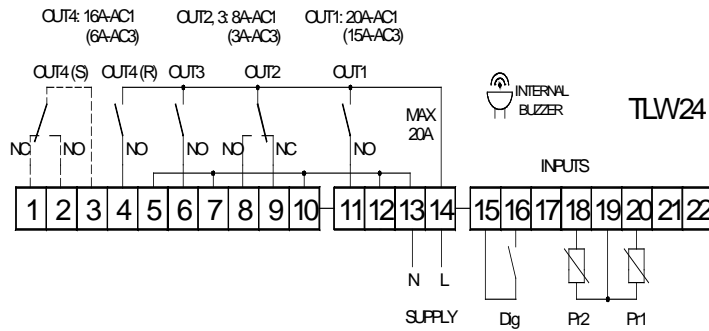 OUT4: 16A-AC1 OUT2, 3: 8A-AC1 OUT1: 20A-AC1
(6A-AC3) (3A-AC3) (15A-AC3)
OUT4 (S) OUT4 (R) OUT3 OUT2 OUT1
INTERNAL
BUZZER
TLW24
MAX
20A
NC NO NO NO NO NC NO
INPUTS
1 2 3 4 5 6 7 8 9 10 11 12 13 14 15 16 17 18 19 20 21 22
N L
SUPPLY Dig Pr2 Pr1